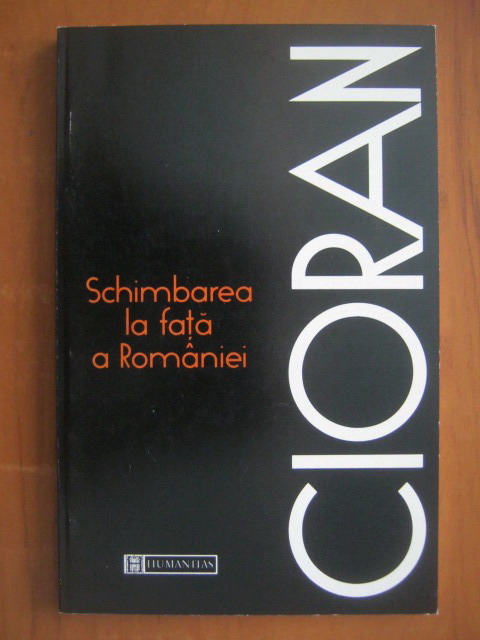 CIORAN
Schimbarea
la față
a României
HUMANITAS